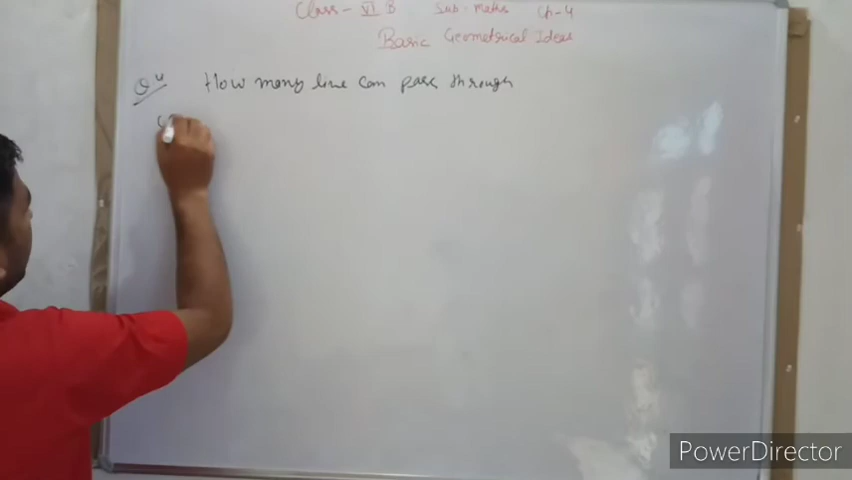 Class - VI B Sub - maths Ch - 4
Basic Geometrical Ideas
Q4 How many line can pass through
(
PowerDirector